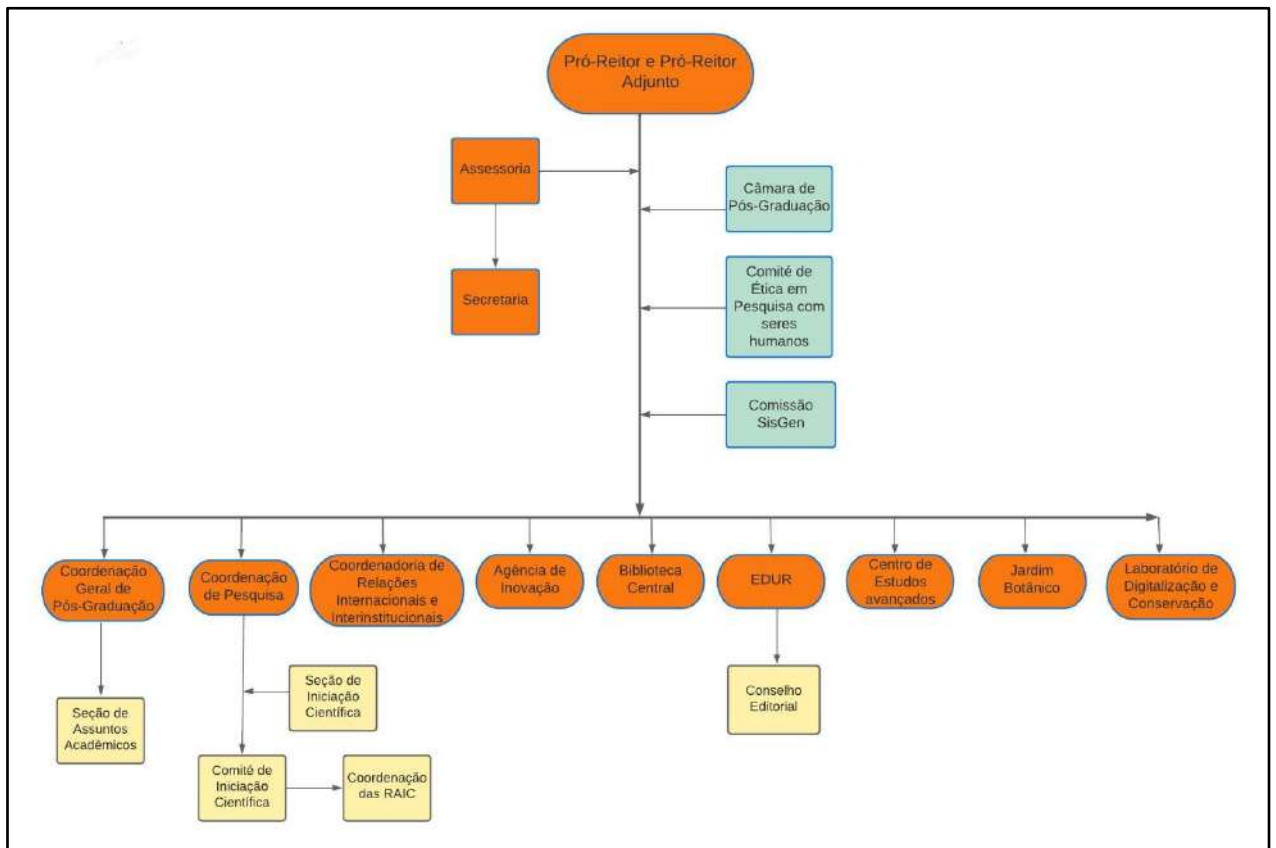 Pró-Reitor e Pró-Reitor
Adjunto
Assessoria
Câmara de
Pós-Graduação
Secretaria
Comité de
Ética em
Pesquisa com
seres
humanos
Comissão
SisGen
Coordenação
Geral de
Pós-Graduação
Coordenação
de Pesquisa
Coordenadoria de
Relações
Internacionais e
Interinstitucionais
Agência de
Inovação
Biblioteca
Central
EDUR
Centro de
Estudos
avançados
Jardim
Botânico
Laboratório de
Digitalização e
Conservação
Seção de
Assuntos
Acadêmicos
Seção de
Iniciação
Científica
Conselho
Editorial
Comité de
Iniciação
Científica
Coordenação
das RAIC